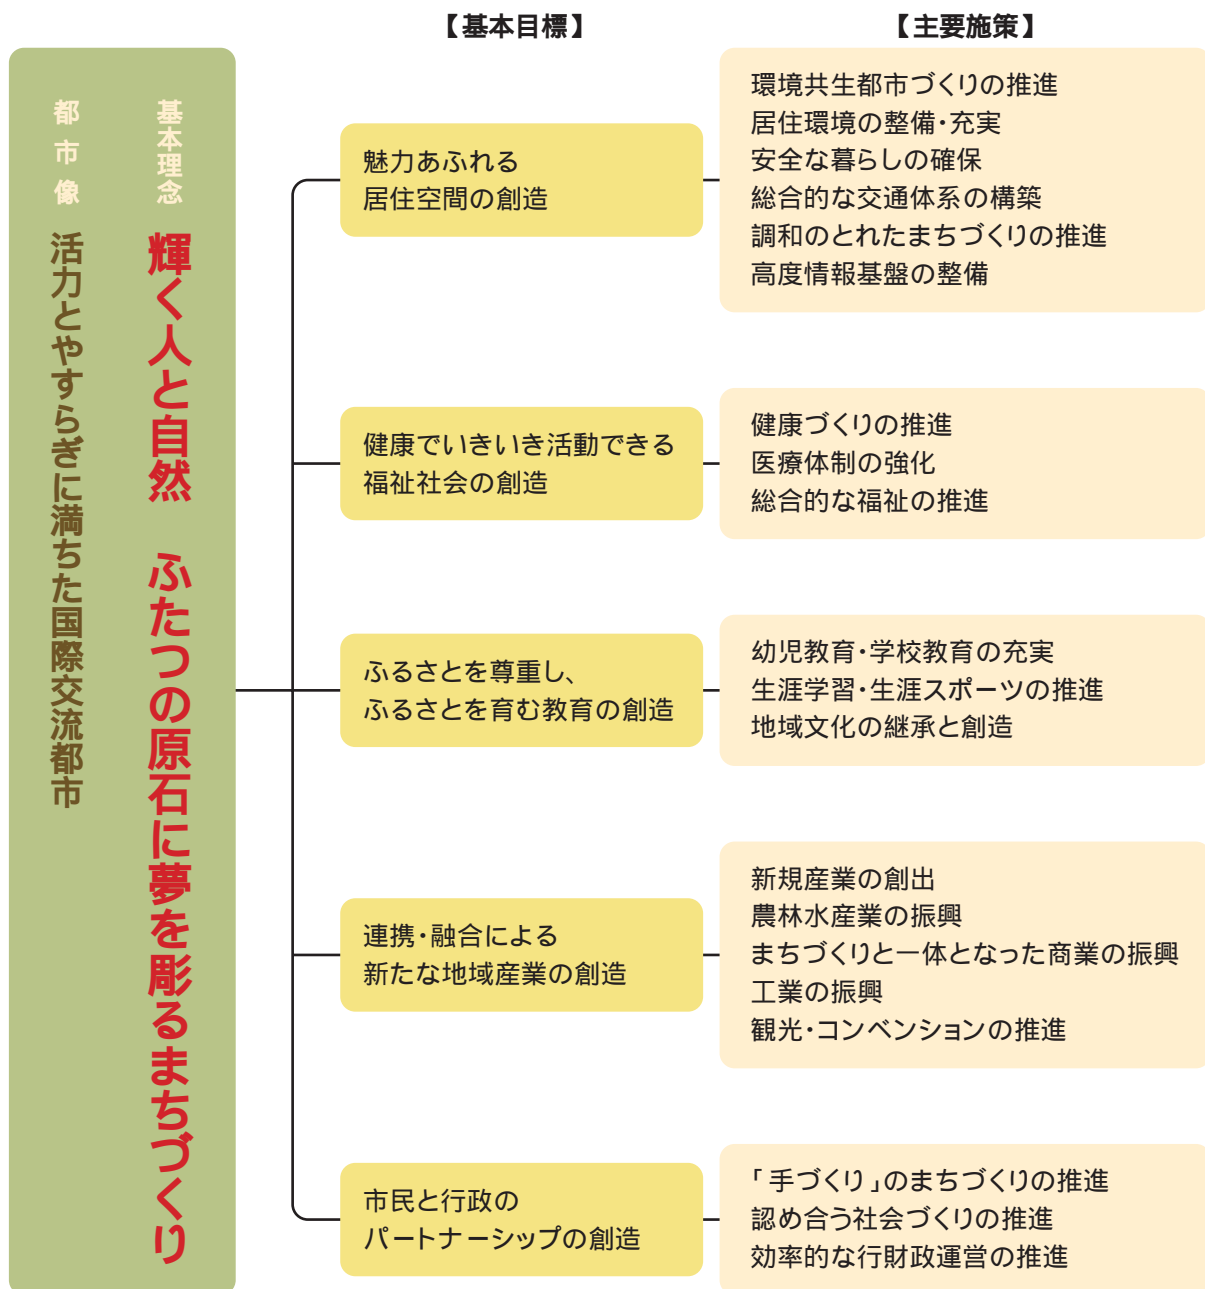 【基本目標】
【主要施策】
基本理念
輝く人と自然　ふたつの原石に夢を彫るまちづくり
都市像
活力とやすらぎに満ちた国際交流都市
魅力あふれる
居住空間の創造
環境共生都市づくりの推進
居住環境の整備・充実
安全な暮らしの確保
総合的な交通体系の構築
調和のとれたまちづくりの推進
高度情報基盤の整備
健康でいきいき活動できる
福祉社会の創造
健康づくりの推進
医療体制の強化
総合的な福祉の推進
ふるさとを尊重し、
ふるさとを育む教育の創造
幼児教育・学校教育の充実
生涯学習・生涯スポーツの推進
地域文化の継承と創造
連携・融合による
新たな地域産業の創造
新規産業の創出
農林水産業の振興
まちづくりと一体となった商業の振興
工業の振興
観光・コンベンションの推進
市民と行政の
パートナーシップの創造
「手づくり」のまちづくりの推進
認め合う社会づくりの推進
効率的な行財政運営の推進